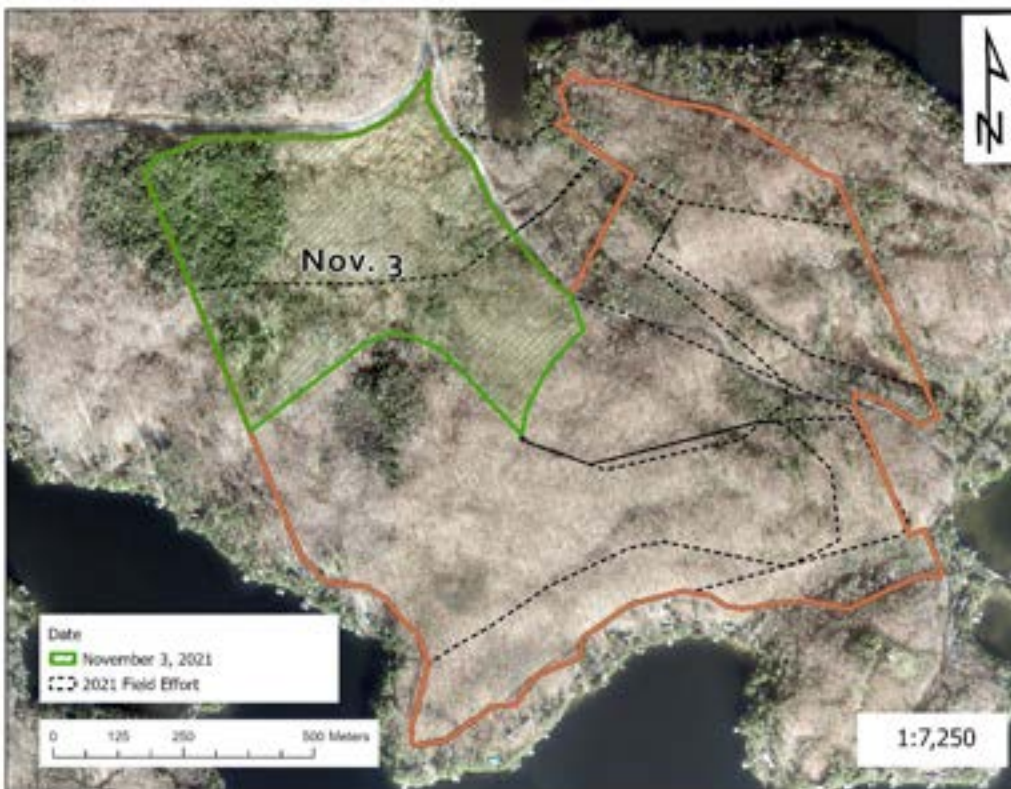 N
Nov. 3
Date
November 3, 2021
2021 Field Effort
0 125 250 500 Meters
1:7,250